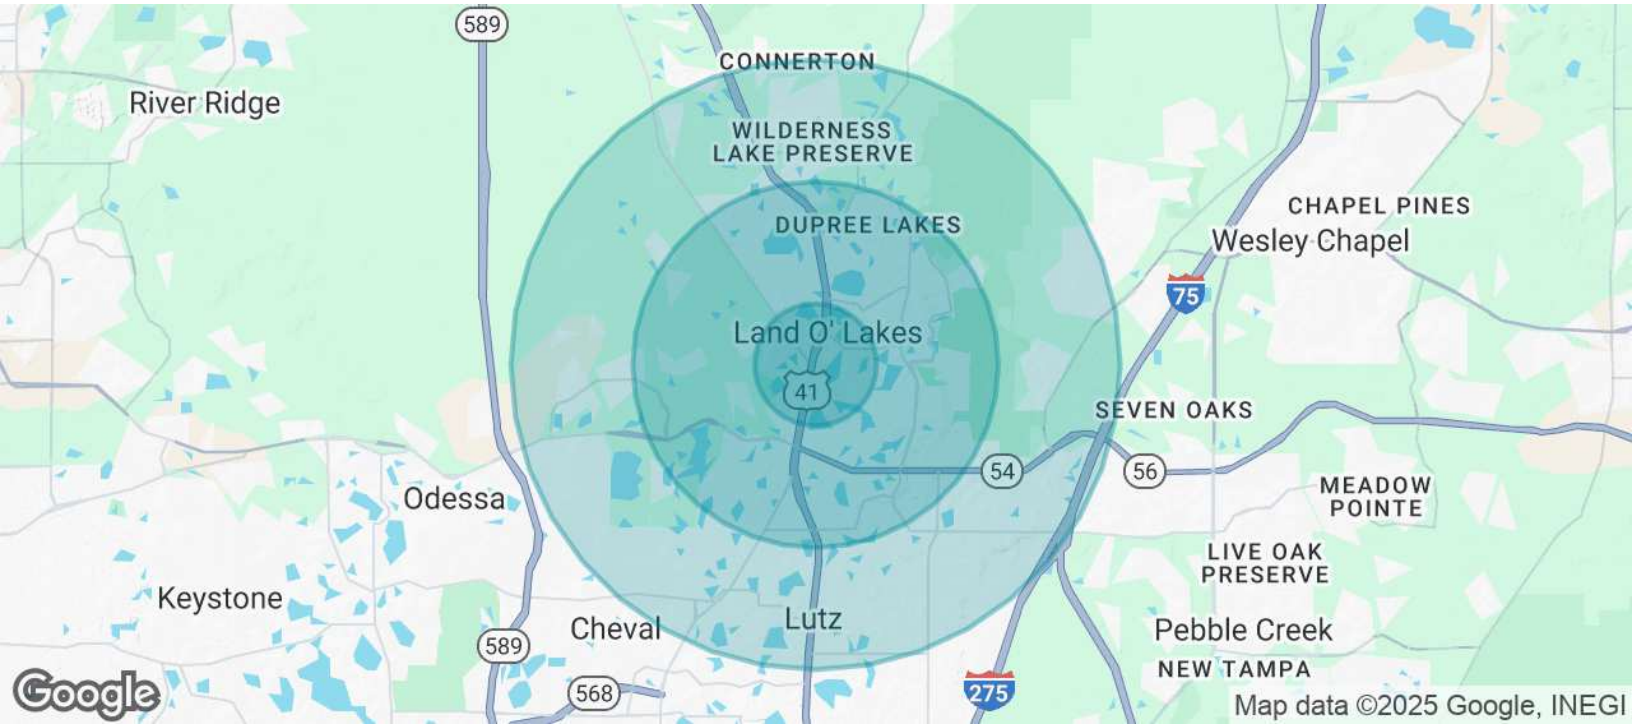 589
CONNERTON
River Ridge
WILDERNESS
LAKE PRESERVE
CHAPEL PINES
DUPREE LAKES
Wesley Chapel
75
Land O' Lakes
41
SEVEN OAKS
54
56
Odessa
MEADOW
POINTE
LIVE OAK
PRESERVE
Keystone
Cheval
Lutz
Pebble Creek
589
NEW TAMPA
Google
568
275
Map data ©2025 Google, INEGI